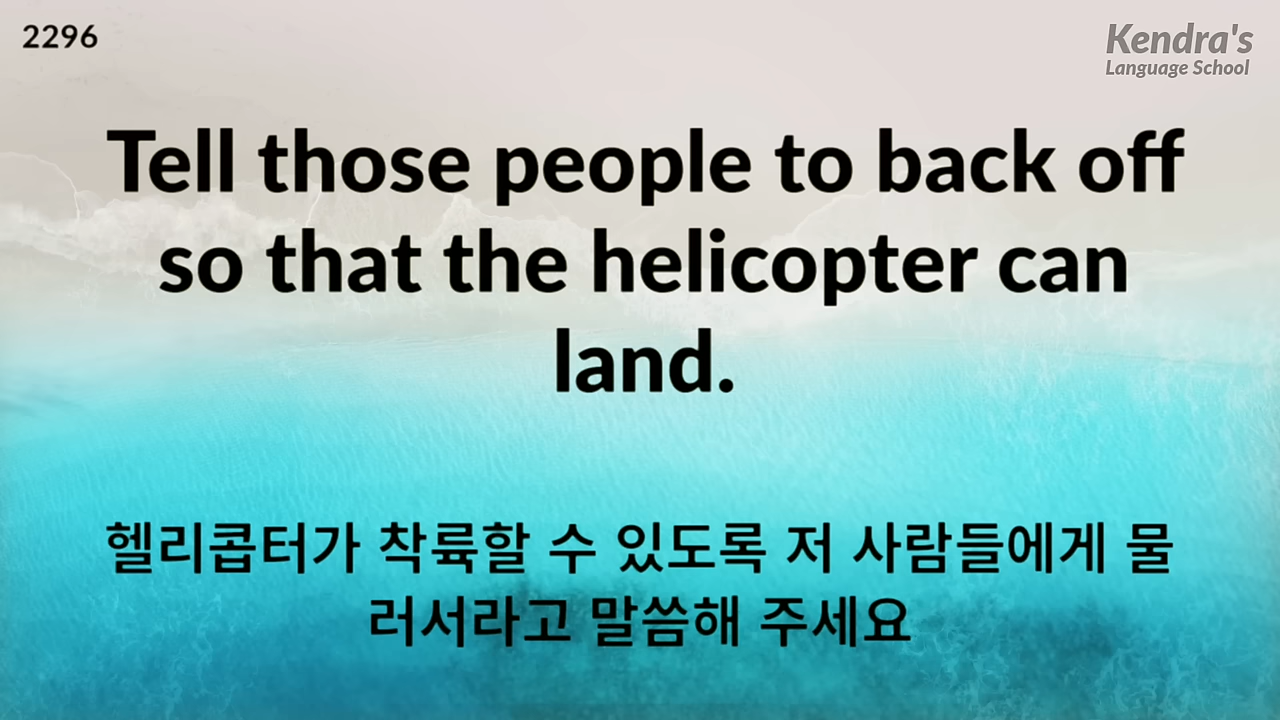 2296
Kendra's
Language School
Tell those people to back off
so that the helicopter can
land.
헬리콥터가 착륙할 수 있도록 저 사람들에게 물
러서라고 말씀해 주세요